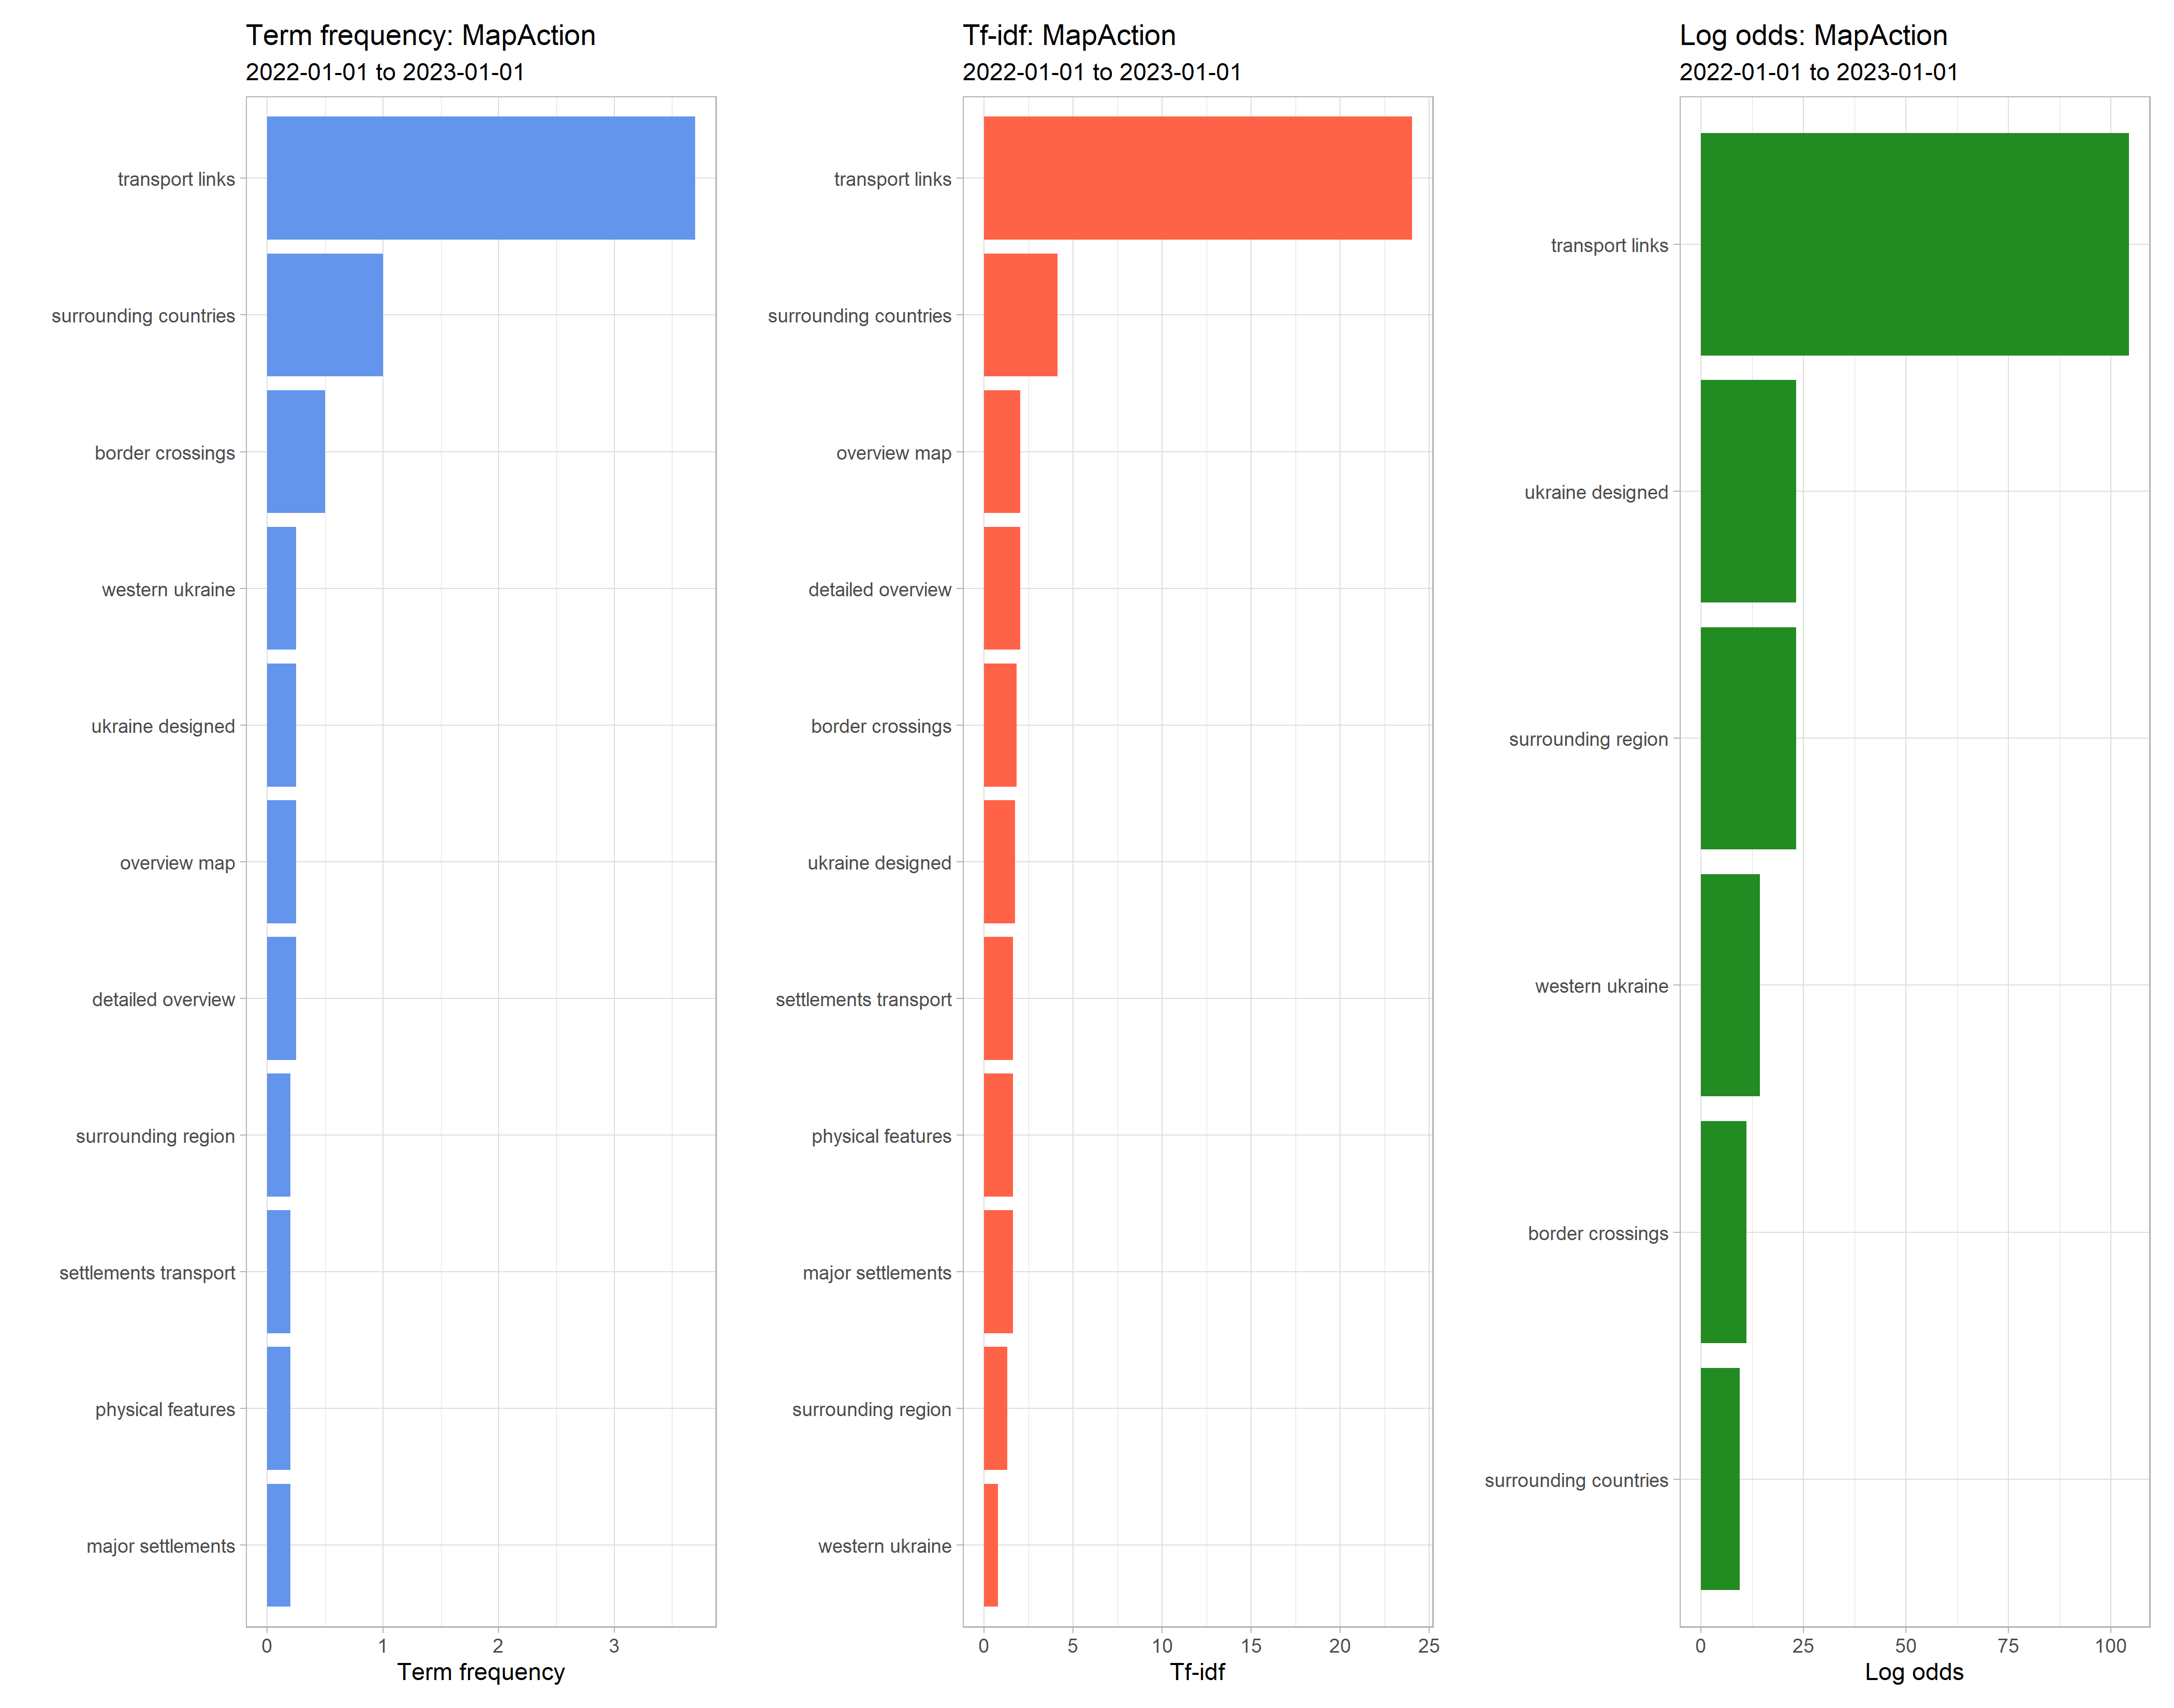 Term frequency: MapAction
2022-01-01 to 2023-01-01
transport links
surrounding countries
border crossings
western ukraine
ukraine designed
overview map
detailed overview
surrounding region
settlements transport
physical features
major settlements
0 1 2 3
Term frequency
Tf-idf: MapAction
2022-01-01 to 2023-01-01
transport links
surrounding countries
overview map
detailed overview
border crossings
ukraine designed
settlements transport
physical features
major settlements
surrounding region
western ukraine
0 5 10 15 20 25
Tf-idf
Log odds: MapAction
2022-01-01 to 2023-01-01
transport links
ukraine designed
surrounding region
western ukraine
border crossings
surrounding countries
0 25 50 75 100
Log odds